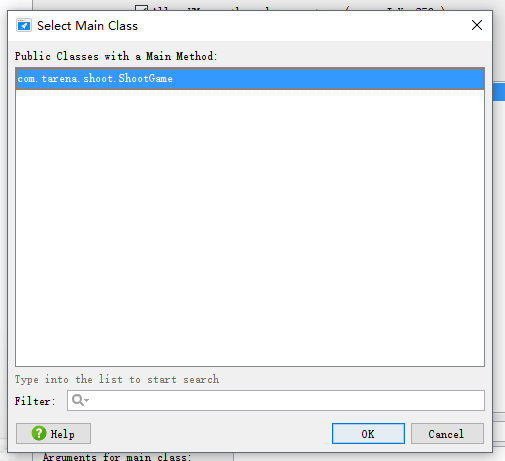 Select Main Class
Public Classes with a Main Method:
com.tarena.shoot.ShootGame
Type into the list to start search
Filter:
Help
OK
Cancel
Arguments for main class: